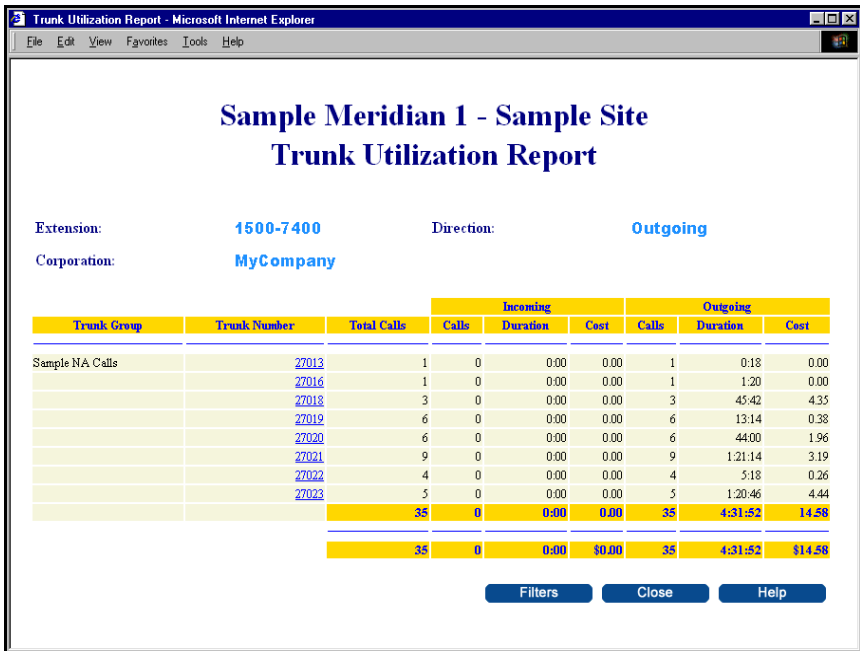 Trunk Utilization Report - Microsoft Internet Explorer
File Edit View Favorites Tools Help
Sample Meridian 1 - Sample Site
Trunk Utilization Report
Extension: 1500-7400 Direction: Outgoing
Corporation: MyCompany
Incoming Outgoing
Trunk Group Trunk Number Total Calls Calls Duration Cost Calls Duration Cost
Sample NA Calls 27013 1 0 0:00 0.00 1 0:18 0.00
27016 1 0 0:00 0.00 1 1:20 0.00
27018 3 0 0:00 0.00 3 45:42 4.35
27019 6 0 0:00 0.00 6 13:14 0.38
27020 6 0 0:00 0.00 6 44:00 1.96
27021 9 0 0:00 0.00 9 1:21:14 3.19
27022 4 0 0:00 0.00 4 5:18 0.26
27023 5 0 0:00 0.00 5 1:20:46 4.44
35 0 0:00 0.00 35 4:31:52 14.58
35 0 0:00 $0.00 35 4:31:52 $14.58
Filters Close Help